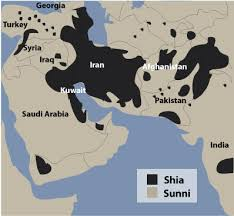 Georgia
Turkey
Syria
Iraq
Iran
Afghanistan
Kuwait
Pakistan
Saudi Arabia
India
Shia
Sunni